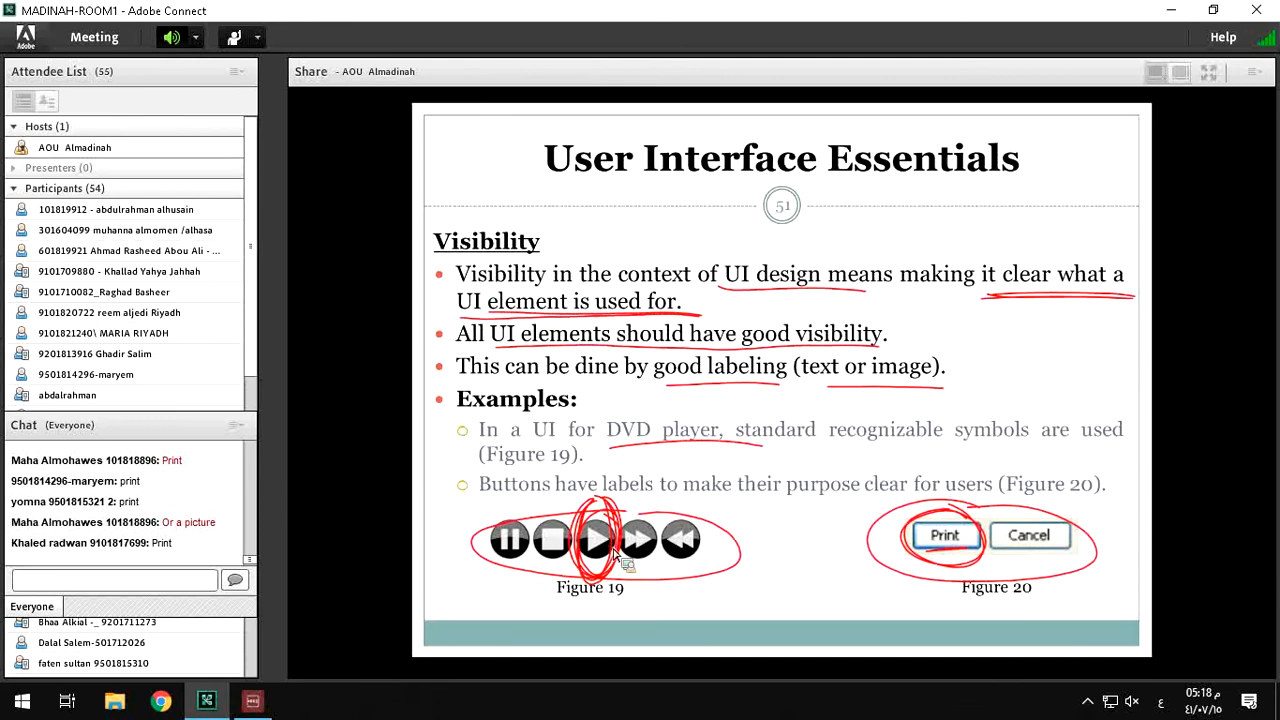 MADINAH-ROOM1 - Adobe Connect
Adobe
Meeting
Help
Attendee List (55)
Hosts (1)
AOU Almadinah
Presenters (0)
Participants (54)
101819912 - abdulrahman alhusain
301604099 muhanna almomen /alhasa
601819921 Ahmad Rasheed Abou Ali - ...
9101709880 - Khallad Yahya Jahhah
9101710082_Raghad Basheer
9101820722 reem aljedi Riyadh
9101821240\ MARIA RIYADH
9201813916 Ghadir Salim
9501814296-maryem
abdalrahman
Chat (Everyone)
Maha Almohawes 101818896: Print
9501814296-maryem: print
yomna 9501815321 2: print
Maha Almohawes 101818896: Or a picture
Khaled radwan 9101817699: Print
Everyone
Bhaa Alkial -_ 9201711273
Dalal Salem-501712026
faten sultan 9501815310
Share - AOU Almadinah
User Interface Essentials
51
Visibility
• Visibility in the context of UI design means making it clear what a
UI element is used for.
• All UI elements should have good visibility.
• This can be dine by good labeling (text or image).
• Examples:
In a UI for DVD player, standard recognizable symbols are used
(Figure 19).
Buttons have labels to make their purpose clear for users (Figure 20).
Print
Cancel
Figure 19
Figure 20
ع
05:18 م
٤١/٠٧/١٥